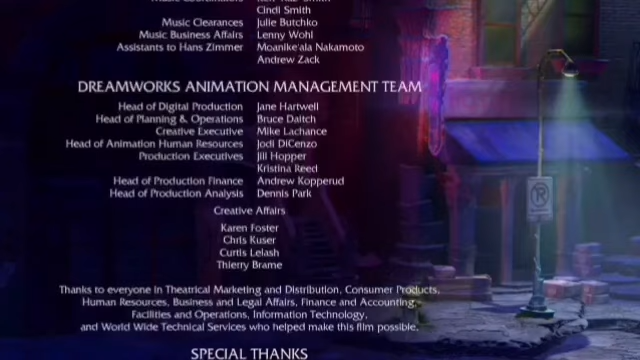 Cindi Smith
Music Clearances Julie Butchko
Music Business Affairs Lenny Wohl
Assistants to Hans Zimmer Moanike'ala Nakamoto
Andrew Zack
DREAMWORKS ANIMATION MANAGEMENT TEAM
Head of Digital Production Jane Hartwell
Head of Planning & Operations Bruce Daitch
Creative Executive Mike Lachance
Head of Animation Human Resources Jodi DiCenzo
Production Executives Jill Hopper
Kristina Reed
Head of Production Finance Andrew Kopperud
Head of Production Analysis Dennis Park
Creative Affairs
Karen Foster
Chris Kuser
Curtis Lelash
Thierry Brame
Thanks to everyone in Theatrical Marketing and Distribution, Consumer Products,
Human Resources, Business and Legal Affairs, Finance and Accounting,
Facilities and Operations, Information Technology,
and World Wide Technical Services who helped make this film possible.
SPECIAL THANKS